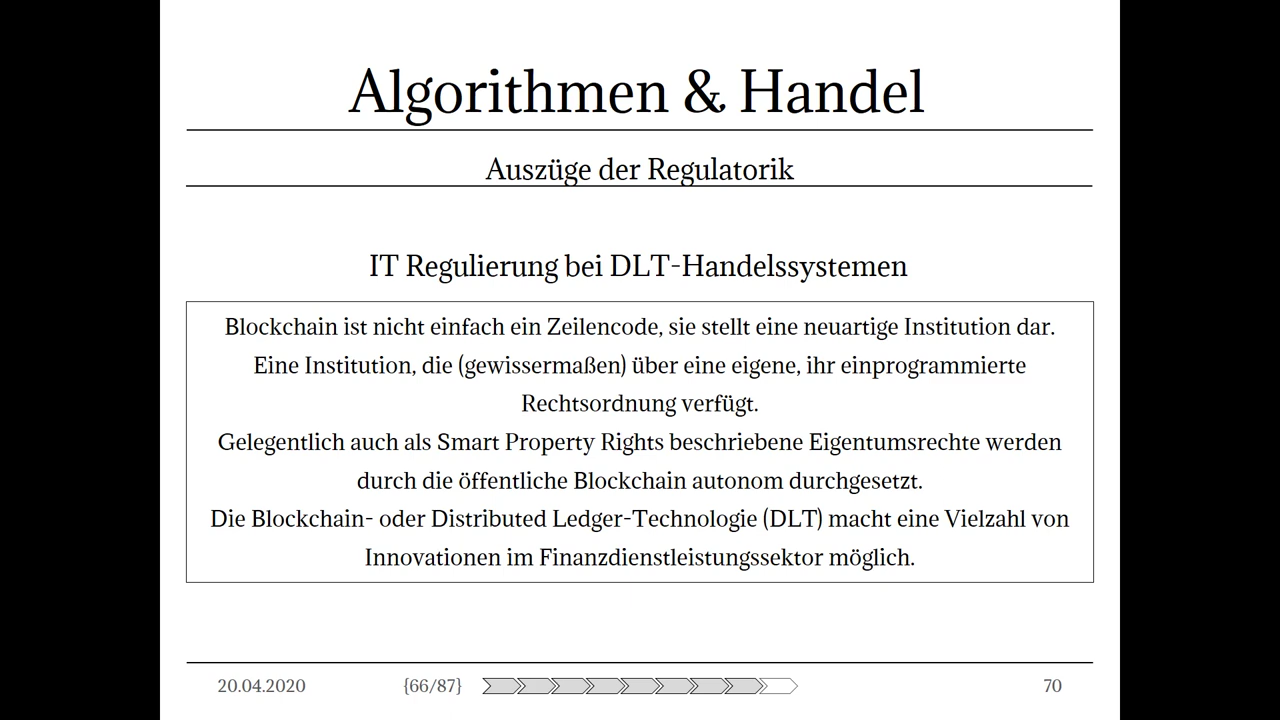 Algorithmen & Handel
Auszüge der Regulatorik
IT Regulierung bei DLT-Handelssystemen
Blockchain ist nicht einfach ein Zeilencode, sie stellt eine neuartige Institution dar.
Eine Institution, die (gewissermaßen) über eine eigene, ihr einprogrammierte
Rechtsordnung verfügt.
Gelegentlich auch als Smart Property Rights beschriebene Eigentumsrechte werden
durch die öffentliche Blockchain autonom durchgesetzt.
Die Blockchain- oder Distributed Ledger-Technologie (DLT) macht eine Vielzahl von
Innovationen im Finanzdienstleistungssektor möglich.
20.04.2020 {66/87} 70